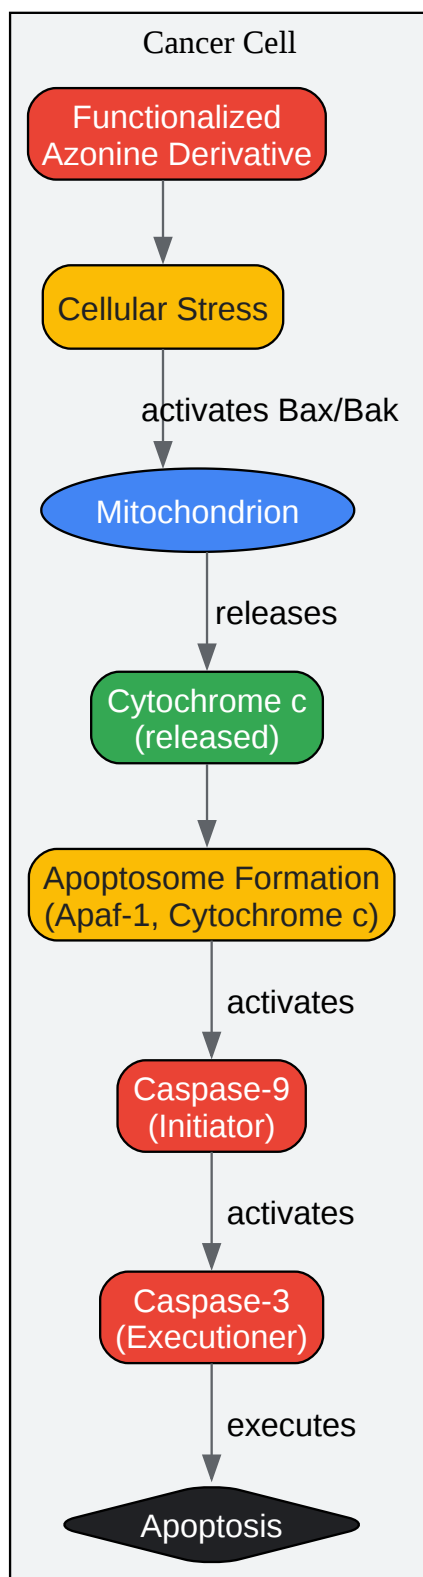 Cancer Cell
Functionalized
Azonine Derivative
Cellular Stress
activates Bax/Bak
Mitochondrion
releases
Cytochrome c
(released)
Apoptosome Formation
(Apaf-1, Cytochrome c)
activates
Caspase-9
(Initiator)
activates
Caspase-3
(Executioner)
executes
Apoptosis